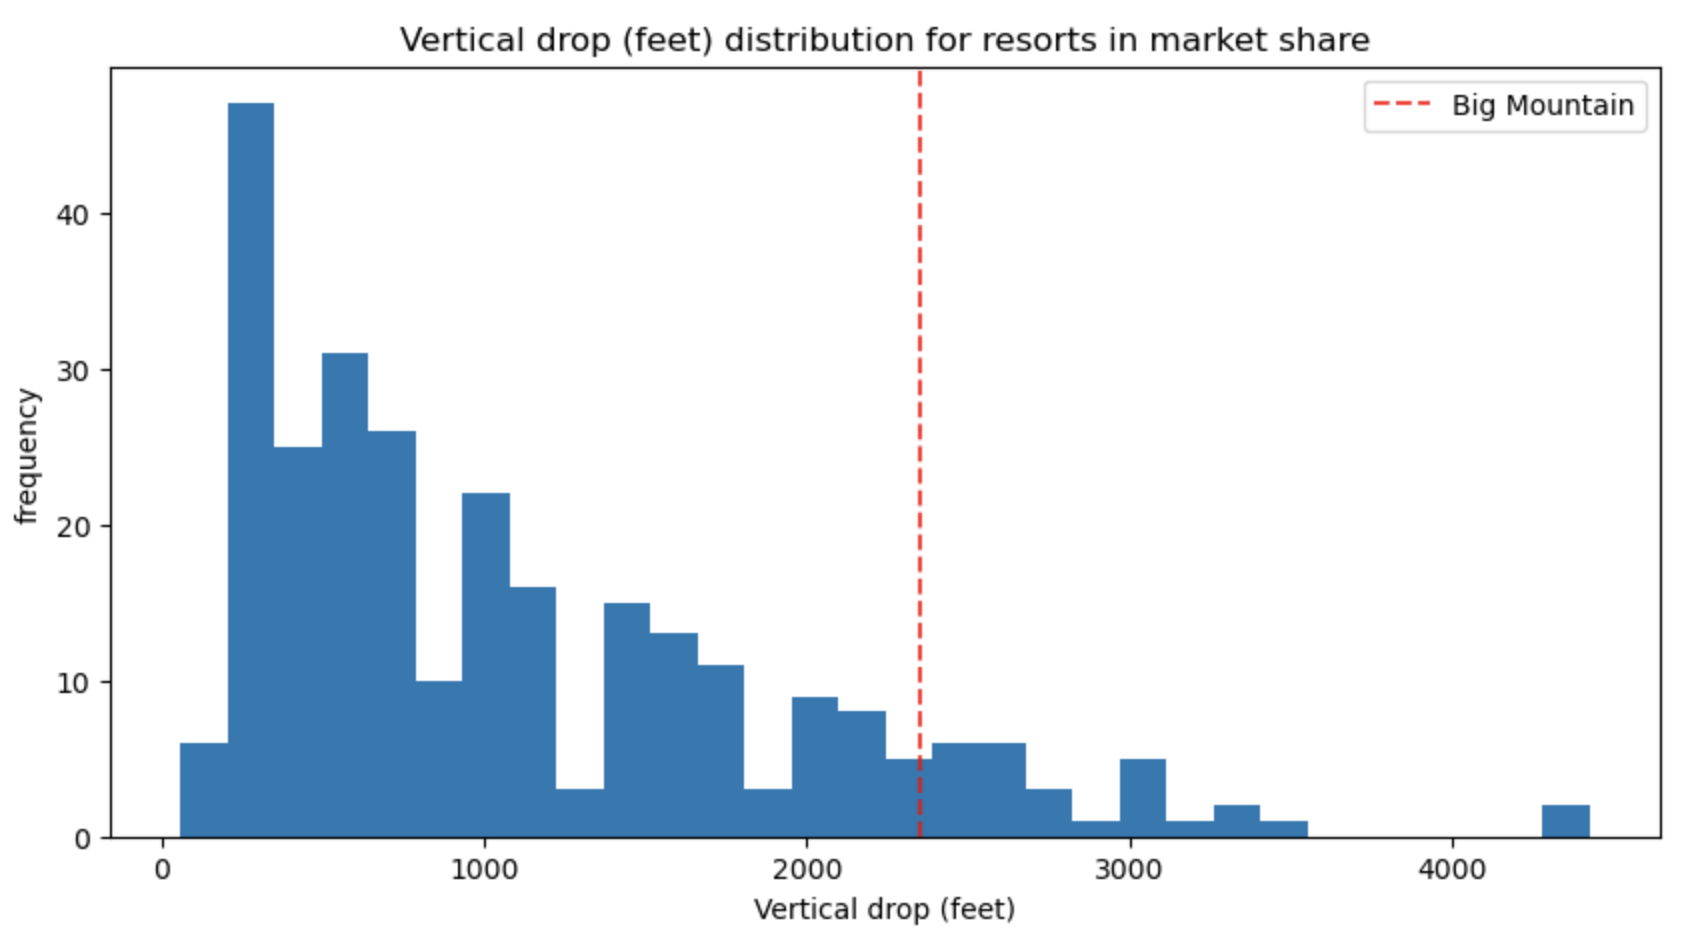 Vertical drop (feet) distribution for resorts in market share
Big Mountain
frequency
40
30
20
10
0
0 1000 2000 3000 4000
Vertical drop (feet)